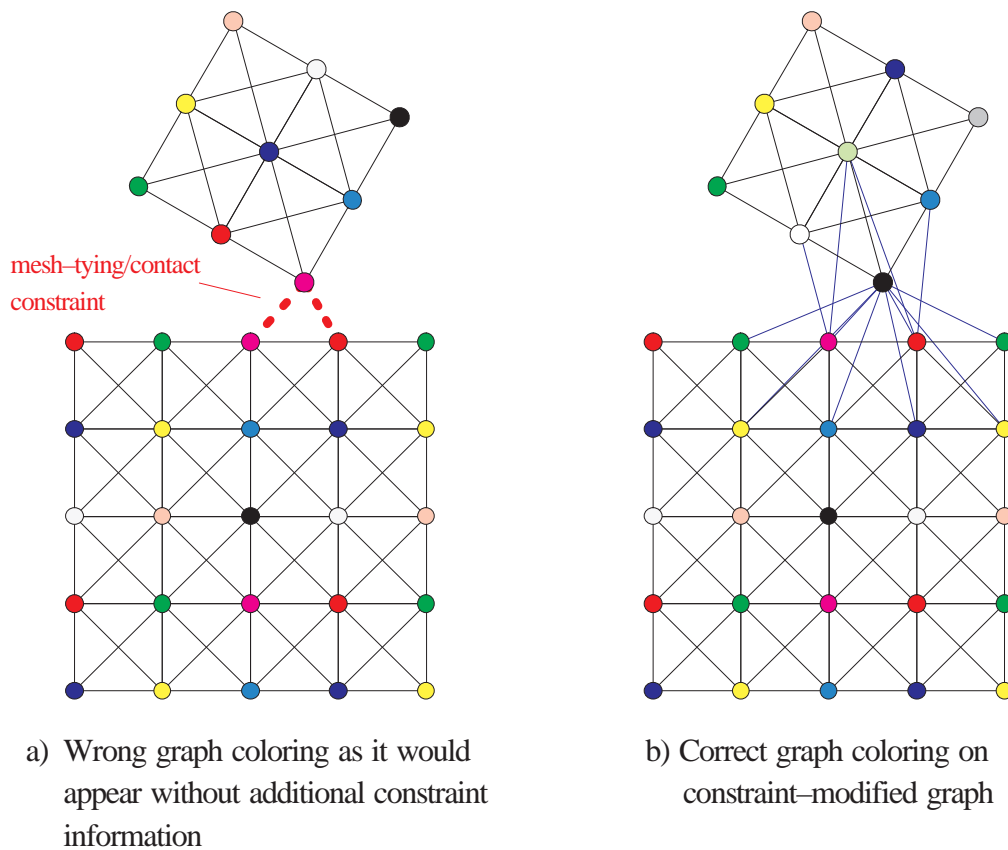 mesh–tying/contact
constraint
a) Wrong graph coloring as it would
appear without additional constraint
information
b) Correct graph coloring on
constraint–modified graph